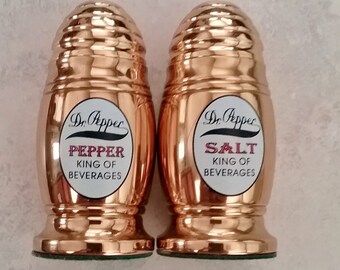 Dr. Pepper
PEPPER
KING OF
BEVERAGES
Dr. Pepper
SALT
KING OF
BEVERAGES